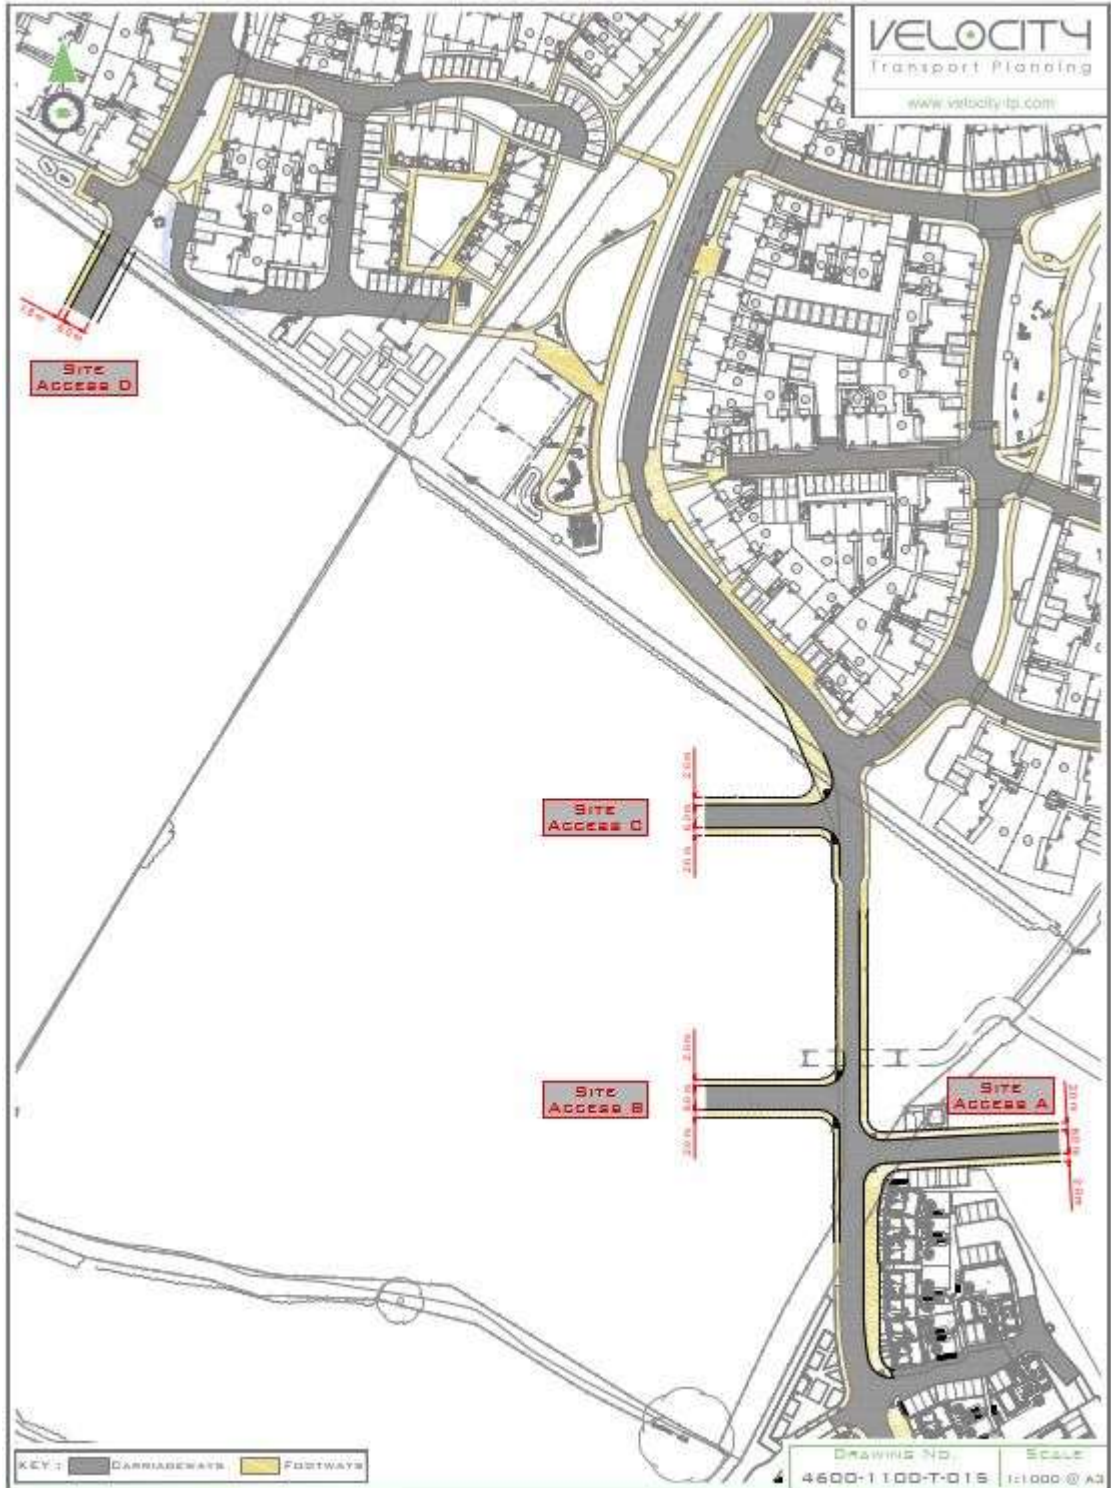 VELOCITY
Transport Planning
www.velocity-tp.com
SITE
ACCESS D
SITE
ACCESS C
SITE
ACCESS B
SITE
ACCESS A
KEY : CARRIAGEWAYS FOOTWAYS
DRAWING NO. SCALE
4600-1100-T-015 1:1000 @ A3